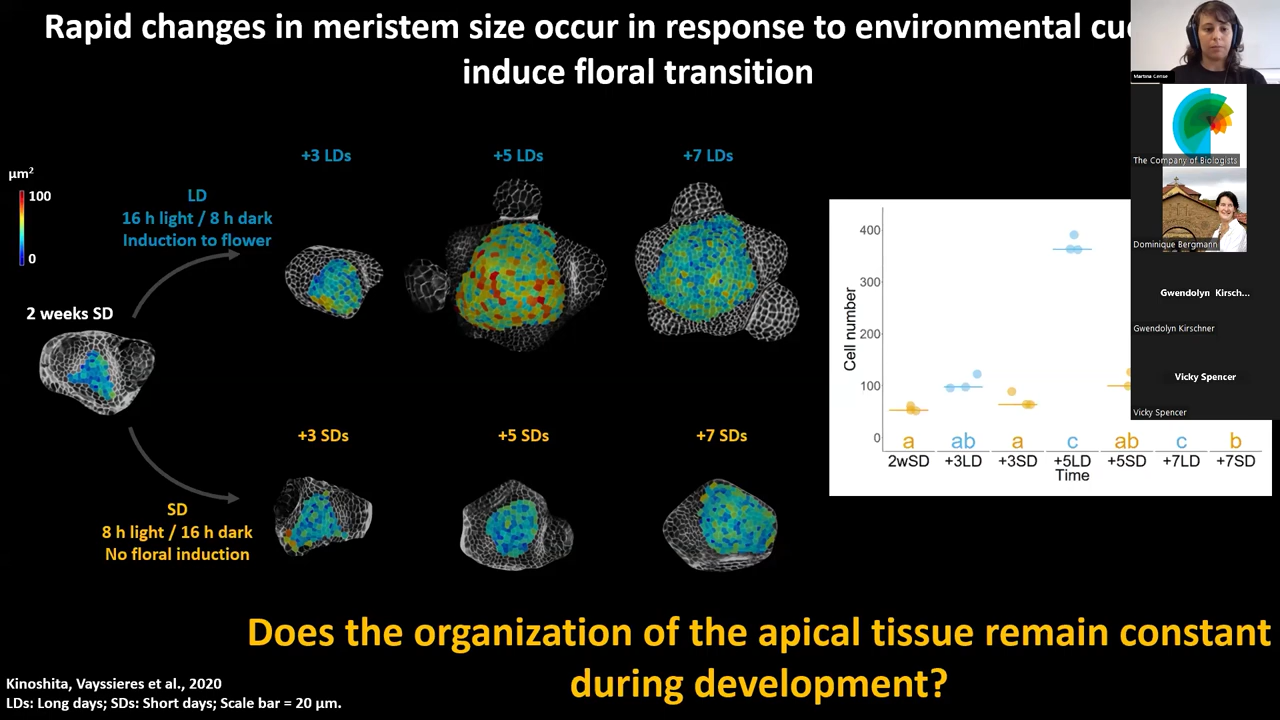 Rapid changes in meristem size occur in response to environmental
induce floral transition
Martina Cerise
The Company of Biologists
Dominique Bergmann
Gwendolyn Kirsch...
Gwendolyn Kirschner
Vicky Spencer
Vicky Spencer
μm²
100
0
LD
16 h light / 8 h dark
Induction to flower
+3 LDs
+5 LDs
+7 LDs
2 weeks SD
SD
8 h light / 16 h dark
No floral induction
+3 SDs
+5 SDs
+7 SDs
Cell number
400
300
200
100
0
a ab a c ab c b
2wSD +3LD +3SD +5LD +5SD +7LD +7SD
Time
Does the organization of the apical tissue remain constant
during development?
Kinoshita, Vayssieres et al., 2020
LDs: Long days; SDs: Short days; Scale bar = 20 μm.